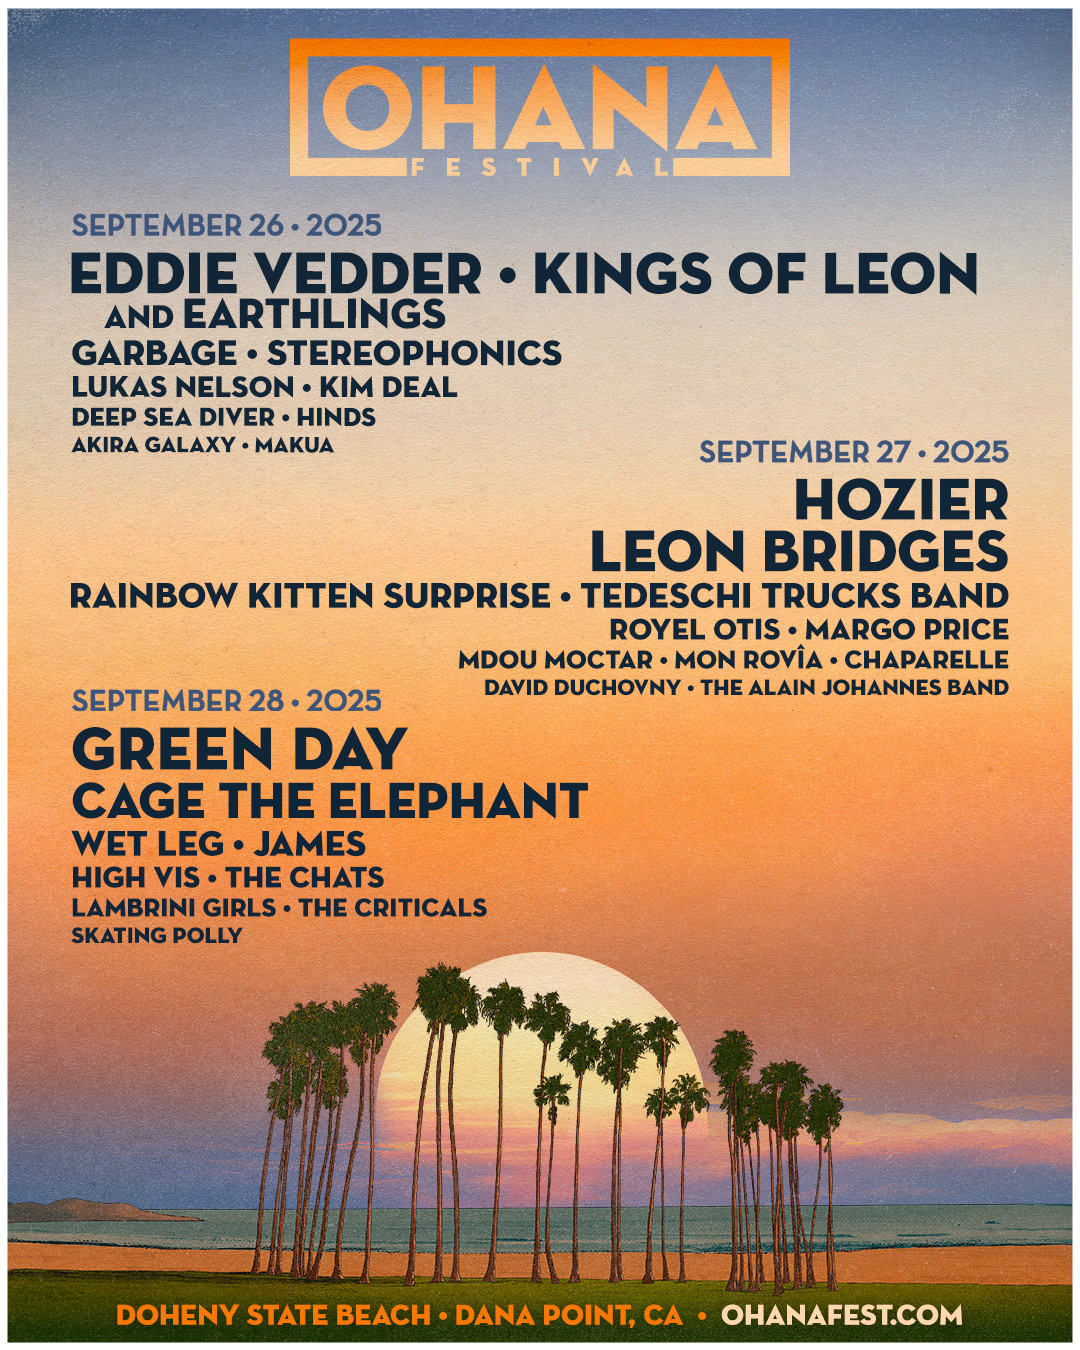 OHANA
FESTIVAL
SEPTEMBER 26 • 2025
EDDIE VEDDER • KINGS OF LEON
AND EARTHLINGS
GARBAGE • STEREOPHONICS
LUKAS NELSON • KIM DEAL
DEEP SEA DIVER • HINDS
AKIRA GALAXY • MAKUA
SEPTEMBER 27 • 2025
HOZIER
LEON BRIDGES
RAINBOW KITTEN SURPRISE • TEDESCHI TRUCKS BAND
ROYEL OTIS • MARGO PRICE
MDOU MOCTAR • MON ROVÎA • CHAPARELLE
DAVID DUCHOVNY • THE ALAIN JOHANNES BAND
SEPTEMBER 28 • 2025
GREEN DAY
CAGE THE ELEPHANT
WET LEG • JAMES
HIGH VIS • THE CHATS
LAMBRINI GIRLS • THE CRITICALS
SKATING POLLY
DOHENY STATE BEACH • DANA POINT, CA • OHANAFEST.COM